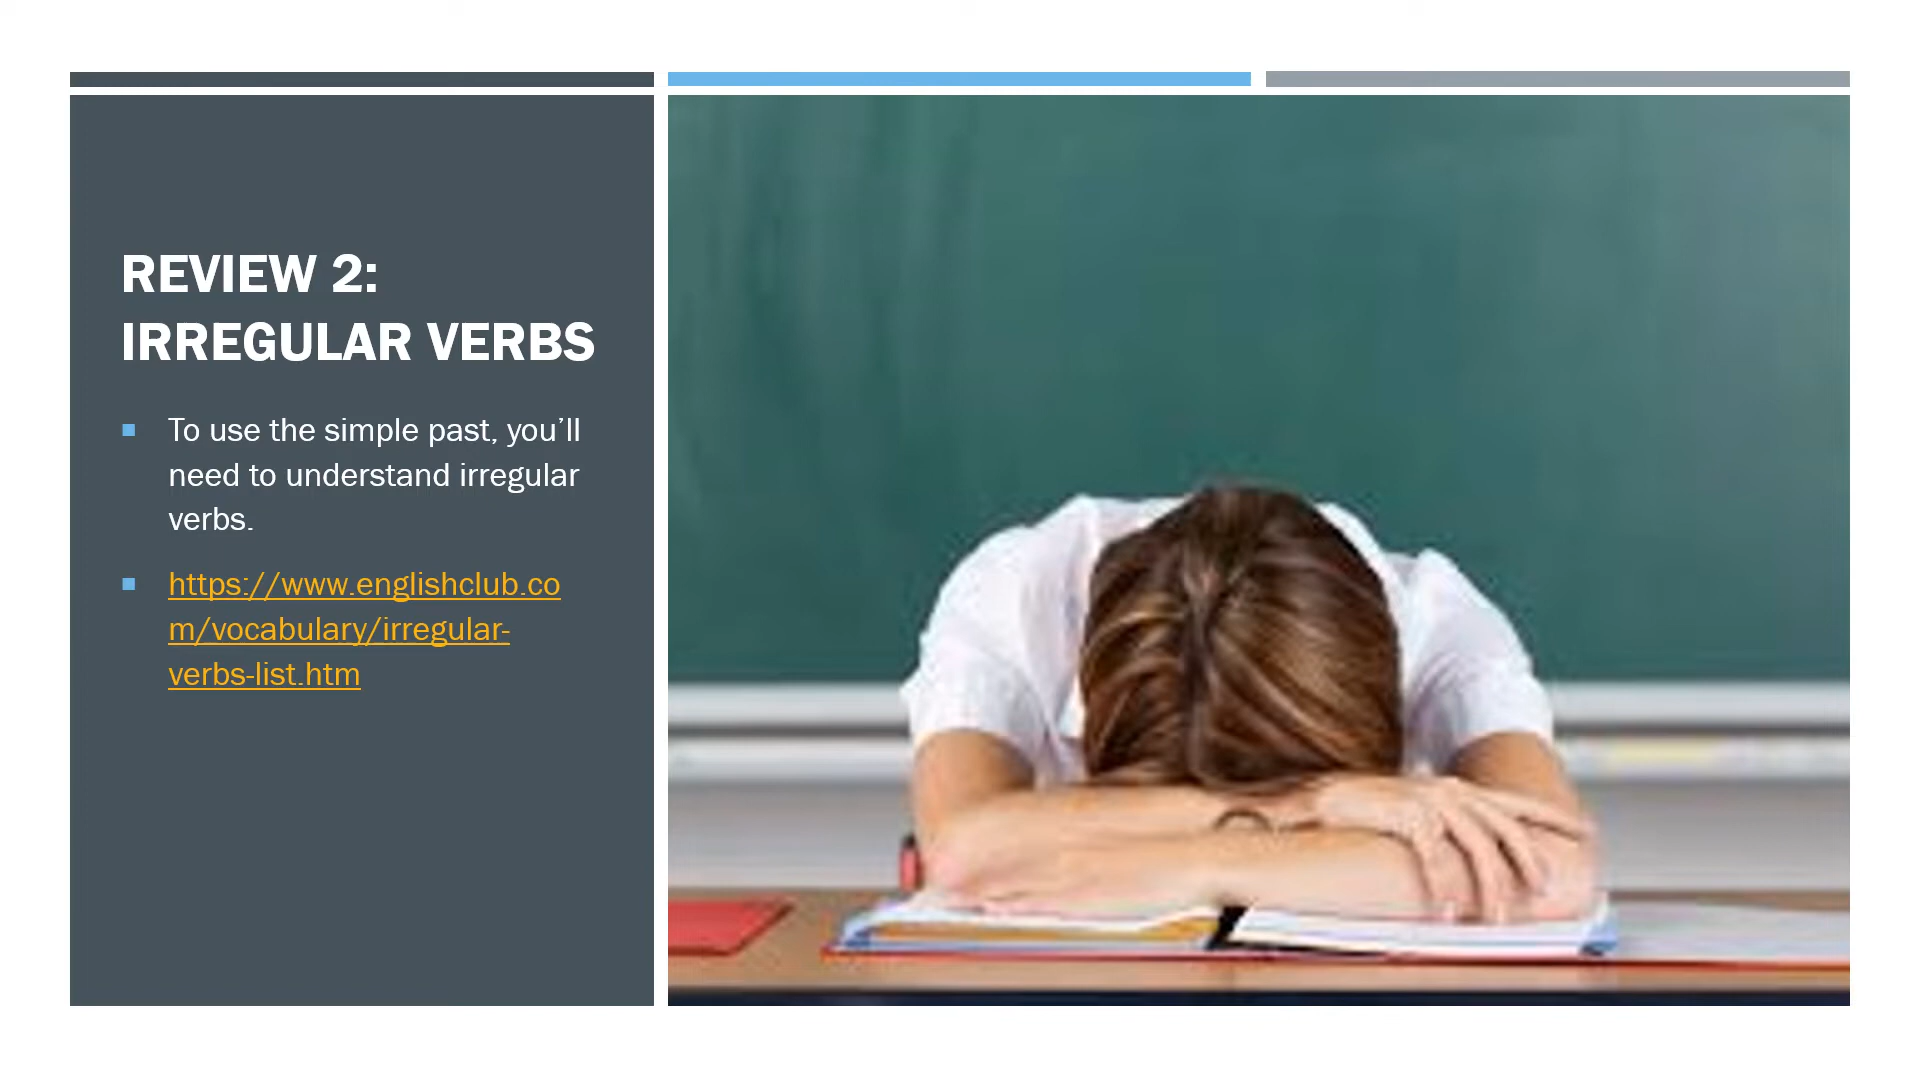 REVIEW 2:
IRREGULAR VERBS
To use the simple past, you’ll
need to understand irregular
verbs.
https://www.englishclub.co
m/vocabulary/irregular-
verbs-list.htm